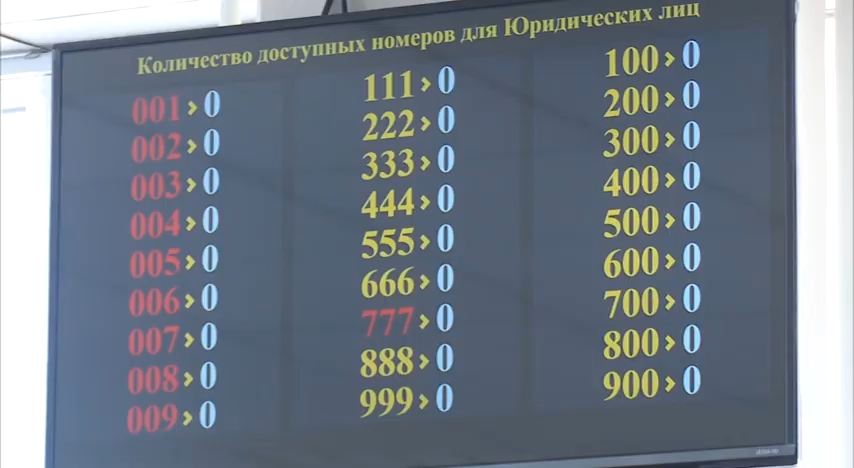 Количество доступных номеров для Юридических лиц
001 > 0
002 > 0
003 > 0
004 > 0
005 > 0
006 > 0
007 > 0
008 > 0
009 > 0
111 > 0
222 > 0
333 > 0
444 > 0
555 > 0
666 > 0
777 > 0
888 > 0
999 > 0
100 > 0
200 > 0
300 > 0
400 > 0
500 > 0
600 > 0
700 > 0
800 > 0
900 > 0